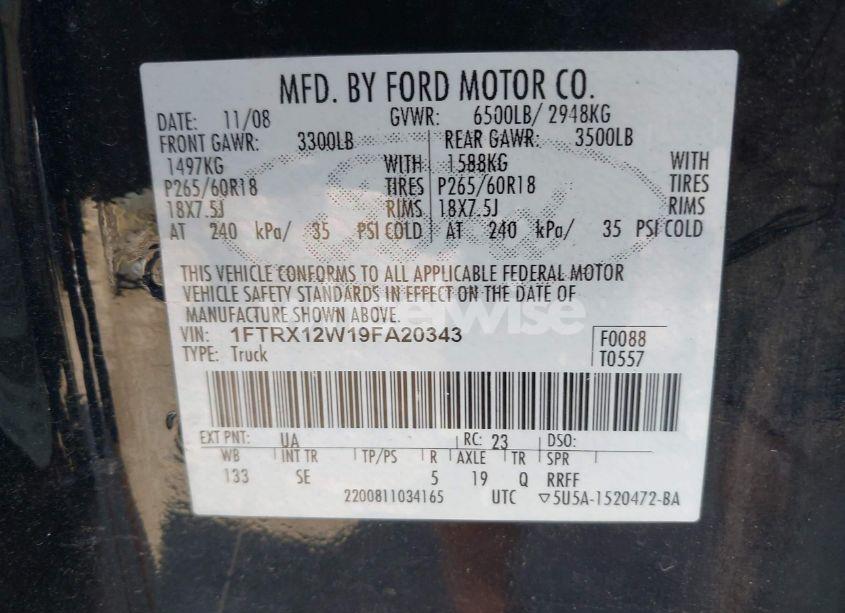 MFD. BY FORD MOTOR CO.
DATE: 11/08 GVWR: 6500LB/ 2948KG
FRONT GAWR: 3300LB REAR GAWR: 3500LB
1497KG WITH 1588KG WITH
P265/60R18 TIRES P265/60R18 TIRES
18X7.5J RIMS 18X7.5J RIMS
AT 240 kPa/ 35 PSI COLD AT 240 kPa/ 35 PSI COLD
THIS VEHICLE CONFORMS TO ALL APPLICABLE FEDERAL MOTOR
VEHICLE SAFETY STANDARDS IN EFFECT ON THE DATE OF
MANUFACTURE SHOWN ABOVE.
VIN: 1FTRX12W19FA20343 F0088
TYPE: Truck T0557
EXT PNT: UA RC: 23 DSO:
WB INT TR TP/PS R AXLE TR SPR
133 SE 5 19 Q RRFF
2200811034165 UTC ▽5U5A-1520472-BA